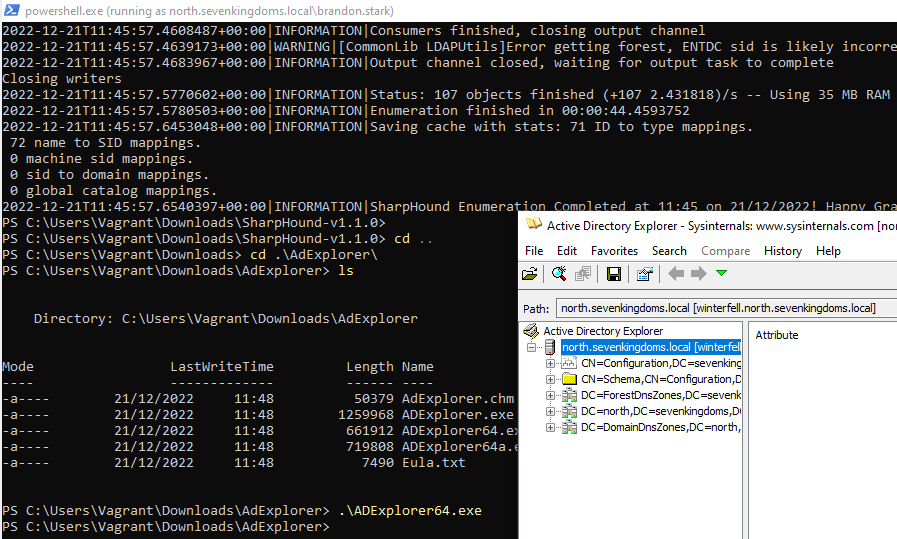 powershell.exe (running as north.sevenkingdoms.local\brandon.stark)
2022-12-21T11:45:57.4608487+00:00|INFORMATION|Consumers finished, closing output channel
2022-12-21T11:45:57.4639173+00:00|WARNING|[CommonLib LDAPUtils]Error getting forest, ENTDC sid is likely incorre
2022-12-21T11:45:57.4683967+00:00|INFORMATION|Output channel closed, waiting for output task to complete
Closing writers
2022-12-21T11:45:57.5770602+00:00|INFORMATION|Status: 107 objects finished (+107 2.431818)/s -- Using 35 MB RAM
2022-12-21T11:45:57.5780503+00:00|INFORMATION|Enumeration finished in 00:00:44.4593752
2022-12-21T11:45:57.6453048+00:00|INFORMATION|Saving cache with stats: 71 ID to type mappings.
72 name to SID mappings.
0 machine sid mappings.
0 sid to domain mappings.
0 global catalog mappings.
2022-12-21T11:45:57.6540397+00:00|INFORMATION|SharpHound Enumeration Completed at 11:45 on 21/12/2022! Happy Gra
PS C:\Users\Vagrant\Downloads\SharpHound-v1.1.0>
PS C:\Users\Vagrant\Downloads\SharpHound-v1.1.0> cd ..
PS C:\Users\Vagrant\Downloads> cd .\AdExplorer\
PS C:\Users\Vagrant\Downloads\AdExplorer> ls
Directory: C:\Users\Vagrant\Downloads\AdExplorer
Mode LastWriteTime Length Name
---- ------------- ------ ----
-a---- 21/12/2022 11:48 50379 AdExplorer.chm
-a---- 21/12/2022 11:48 1259968 ADExplorer.exe
-a---- 21/12/2022 11:48 661912 ADExplorer64.ex
-a---- 21/12/2022 11:48 719808 ADExplorer64a.e
-a---- 21/12/2022 11:48 7490 Eula.txt
PS C:\Users\Vagrant\Downloads\AdExplorer> .\ADExplorer64.exe
PS C:\Users\Vagrant\Downloads\AdExplorer>
Active Directory Explorer - Sysinternals: www.sysinternals.com [no
File Edit Favorites Search Compare History Help
Path: north.sevenkingdoms.local [winterfell.north.sevenkingdoms.local]
Active Directory Explorer
north.sevenkingdoms.local [winterfell
CN=Configuration,DC=sevenking
CN=Schema,CN=Configuration,D
DC=ForestDnsZones,DC=sevenk
DC=north,DC=sevenkingdoms,D
DC=DomainDnsZones,DC=north,
Attribute